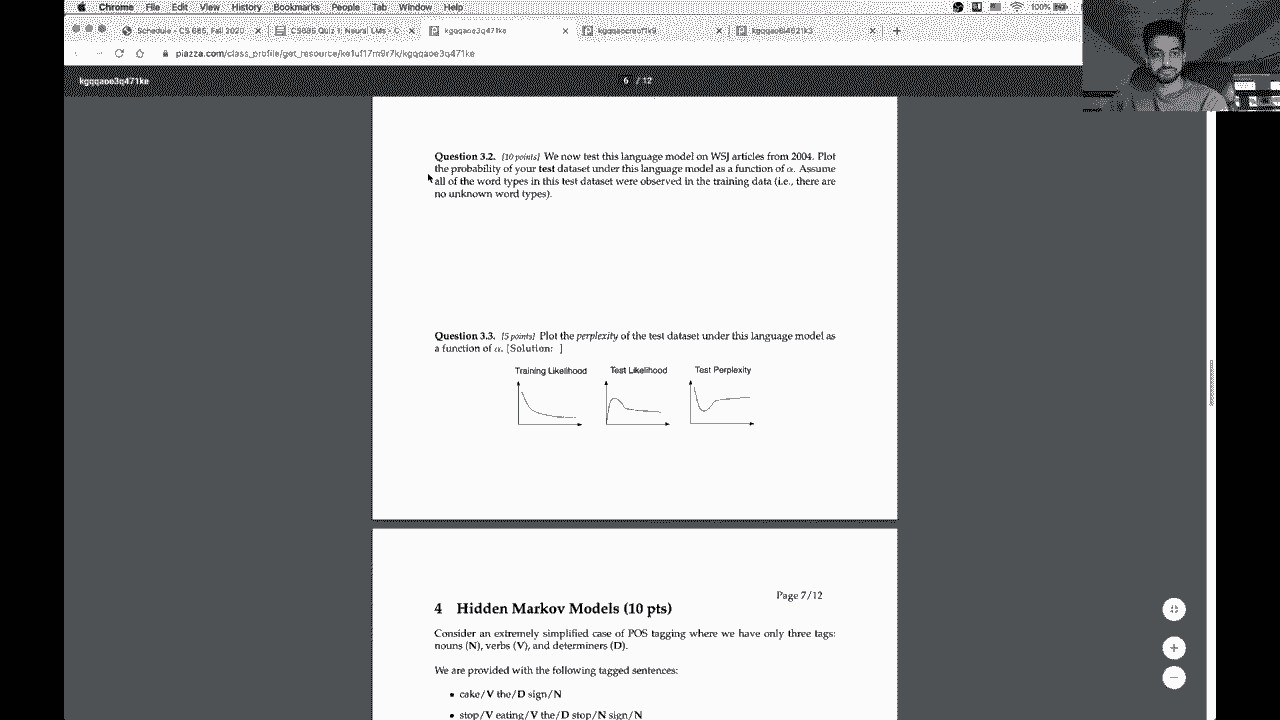 Chrome File Edit View History Bookmarks People Tab Window Help
100%
Schedule - CS 685, Fall 2020
CS685 Quiz 1: Neural LMs - G
kgqqaoe3q471ke
piazza.com/class_profile/get_resource/ke1uf17m9r7k/kgqqaoe3q471ke
kgqqaoe3q471ke
6 / 12
Question 3.2. [10 points] We now test this language model on WSJ articles from 2004. Plot
the probability of your test dataset under this language model as a function of α. Assume
all of the word types in this test dataset were observed in the training data (i.e., there are
no unknown word types).
Question 3.3. [5 points] Plot the perplexity of the test dataset under this language model as
a function of α. [Solution: ]
Training Likelihood Test Likelihood Test Perplexity
Page 7/12
4 Hidden Markov Models (10 pts)
Consider an extremely simplified case of POS tagging where we have only three tags:
nouns (N), verbs (V), and determiners (D).
We are provided with the following tagged sentences:
• cake/V the/D sign/N
• stop/V eating/V the/D stop/N sign/N